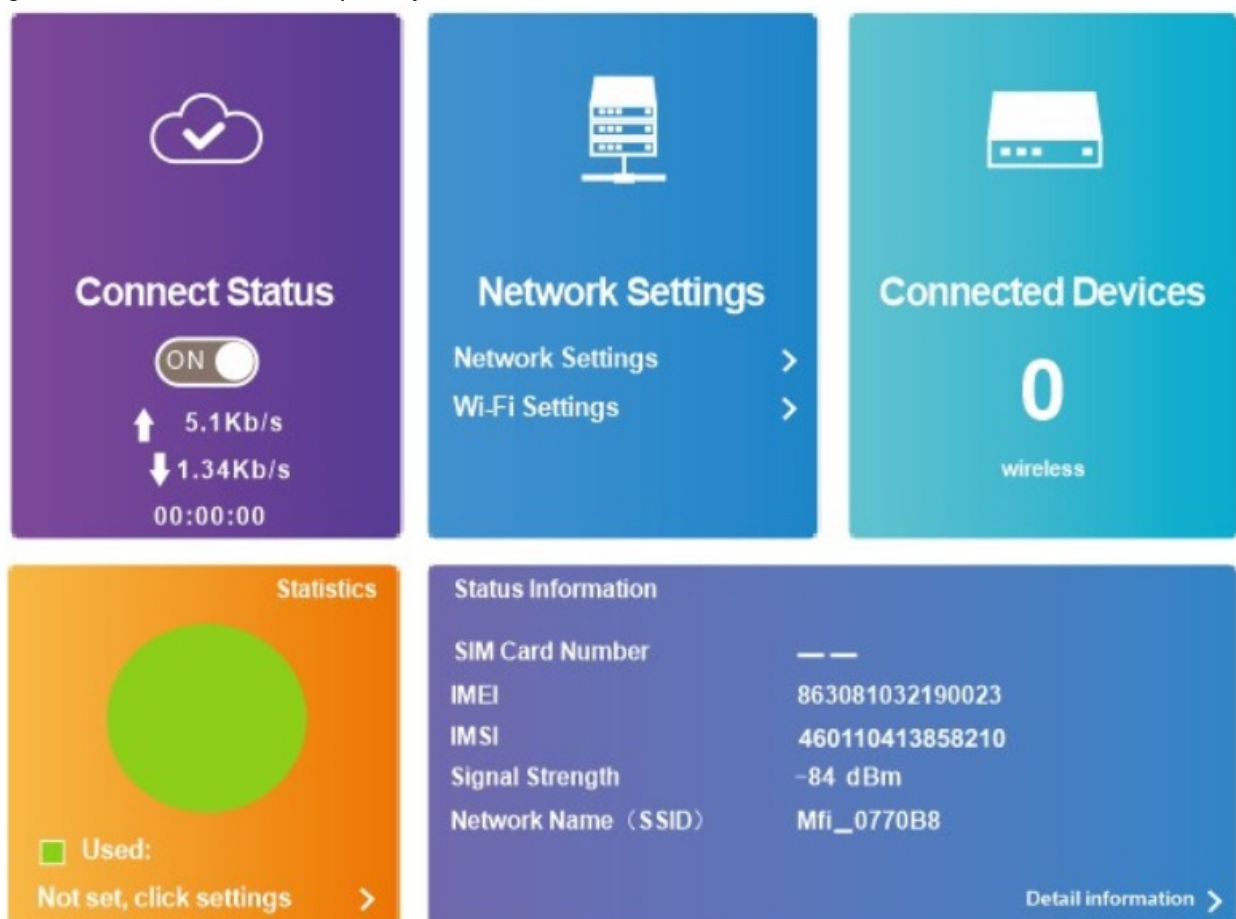 Connect Status
ON
5.1Kb/s
1.34Kb/s
00:00:00
Network Settings
Network Settings
Wi-Fi Settings
Connected Devices
0
wireless
Statistics
Used:
Not set, click settings
Status Information
SIM Card Number — —
IMEI 863081032190023
IMSI 460110413858210
Signal Strength -84 dBm
Network Name（SSID） Mfi_0770B8
Detail information